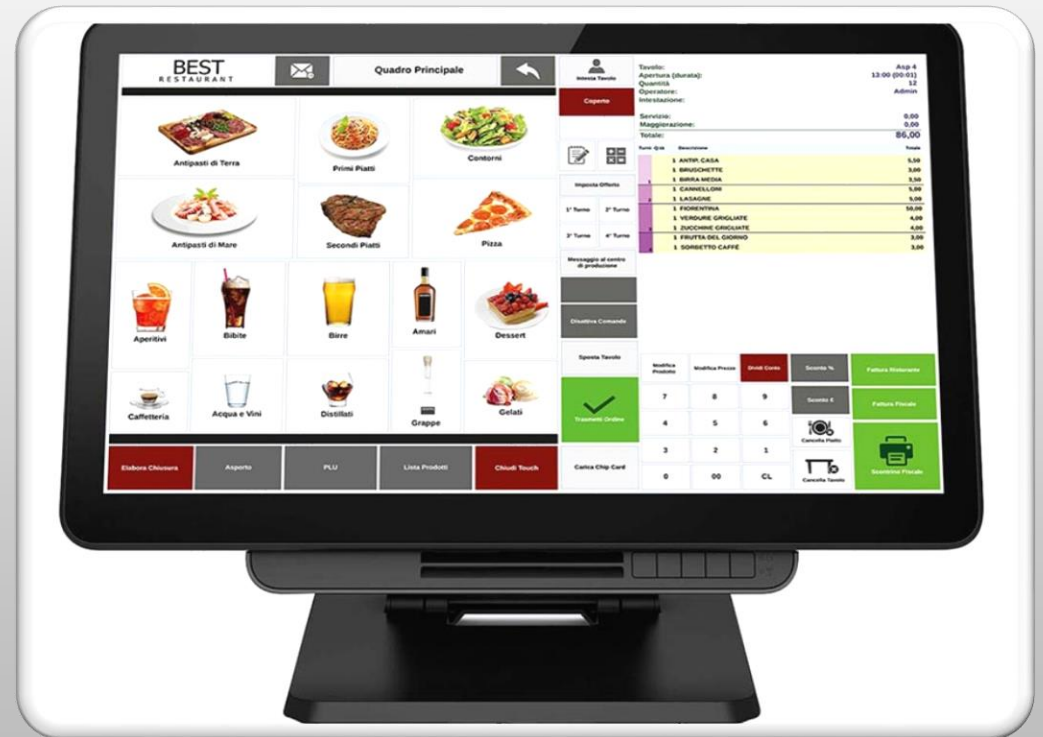 BEST
RESTAURANT
Quadro Principale
Antipasti di Terra
Primi Piatti
Contorni
Antipasti di Mare
Secondi Piatti
Pizza
Aperitivi
Bibite
Birre
Amari
Dessert
Caffetteria
Acqua e Vini
Distillati
Grappe
Gelati
Elabora Chiusura
Asporto
PLU
Lista Prodotti
Chiudi Touch
Intesta Tavolo
Coperto
Imposta Offerta
1° Turno 2° Turno
3° Turno 4° Turno
Messaggio al centro
di produzione
Disattiva Comande
Sposta Tavolo
Trasmetti Ordine
Carica Chip Card
Tavolo: Asp 4
Apertura (durata): 13:00 (00:01)
Quantità 12
Operatore: Admin
Intestazione:
Servizio: 0,00
Maggiorazione: 0,00
Totale: 86,00
Turn Q.tà Descrizione Totale
1 ANTIP. CASA 5,50
1 BRUSCHETTE 3,00
1 BIRRA MEDIA 3,50
1 CANNELLONI 5,00
1 LASAGNE 5,00
1 FIORENTINA 50,00
1 VERDURE GRIGLIATE 4,00
1 ZUCCHINE GRIGLIATE 4,00
1 FRUTTA DEL GIORNO 3,00
1 SORBETTO CAFFÈ 3,00
Modifica
Prodotto
Modifica Prezzo
Dividi Conto
Sconto %
Fattura Ristorante
7 8 9
Sconto €
Fattura Fiscale
4 5 6
Cancella Piatto
3 2 1
Scontrino Fiscale
0 00 CL
Cancella Tavolo